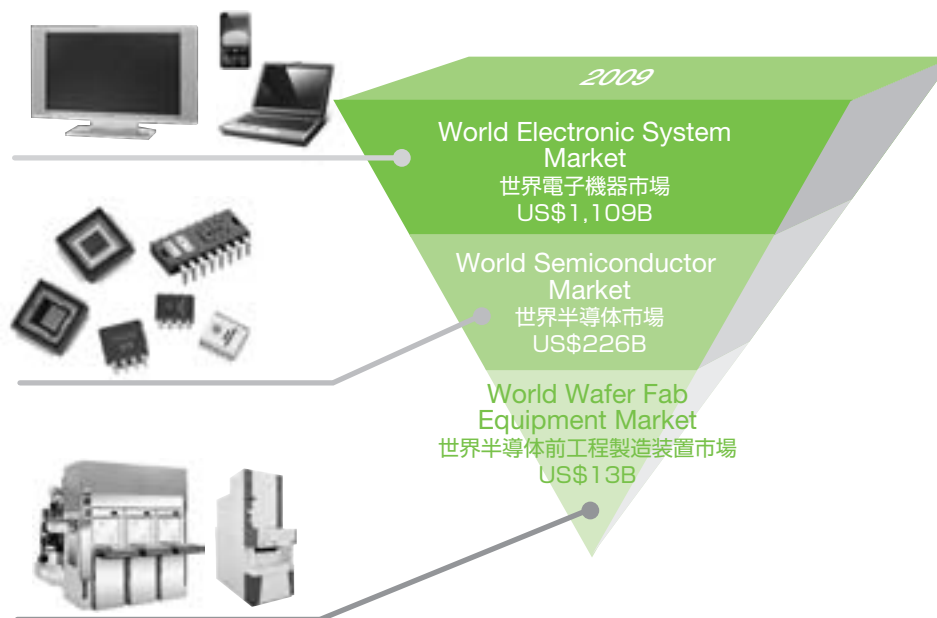 2009
World Electronic System
Market
世界電子機器市場
US$1,109B
World Semiconductor
Market
世界半導体市場
US$226B
World Wafer Fab
Equipment Market
世界半導体前工程製造装置市場
US$13B